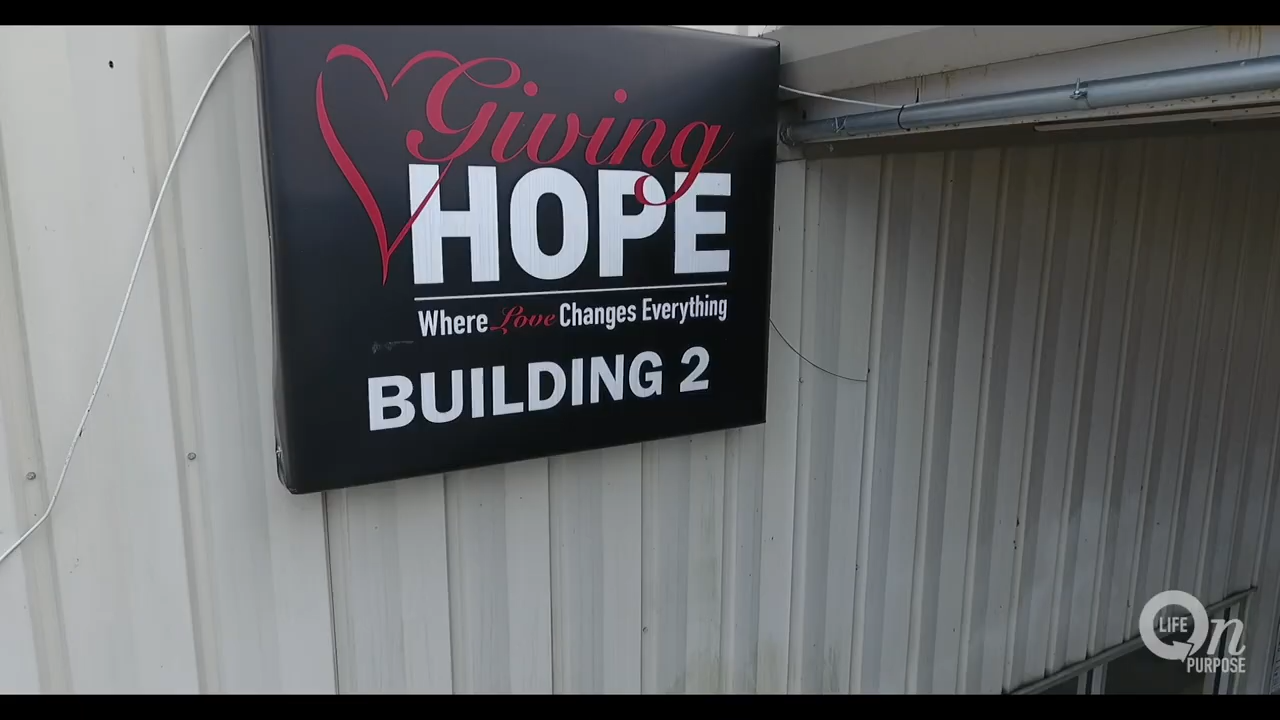 Giving
HOPE
Where Love Changes Everything
BUILDING 2
LIFE On
PURPOSE